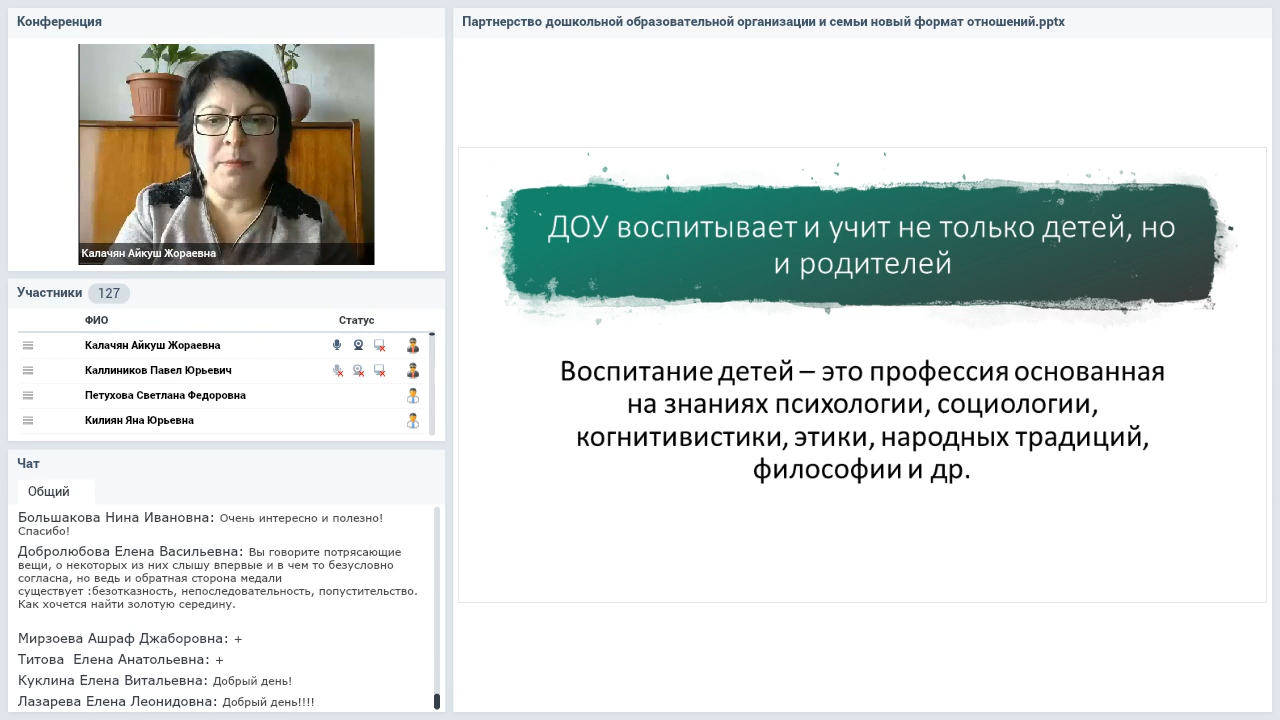 Конференция
Калачян Айкуш Жораевна
Участники 127
ФИО Статус
Калачян Айкуш Жораевна
Каллиников Павел Юрьевич
Петухова Светлана Федоровна
Килиян Яна Юрьевна
Чат
Общий
Большакова Нина Ивановна: Очень интересно и полезно!
Спасибо!
Добролюбова Елена Васильевна: Вы говорите потрясающие
вещи, о некоторых из них слышу впервые и в чем то безусловно
согласна, но ведь и обратная сторона медали
существует :безотказность, непоследовательность, попустительство.
Как хочется найти золотую середину.
Мирзоева Ашраф Джаборовна: +
Титова  Елена Анатольевна: +
Куклина Елена Витальевна: Добрый день!
Лазарева Елена Леонидовна: Добрый день!!!!
Партнерство дошкольной образовательной организации и семьи новый формат отношений.pptx
ДОУ воспитывает и учит не только детей, но
и родителей
Воспитание детей – это профессия основанная
на знаниях психологии, социологии,
когнитивистики, этики, народных традиций,
философии и др.